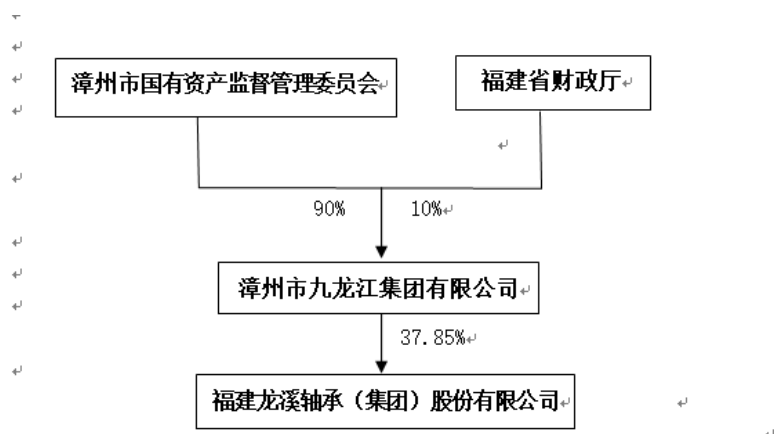 漳州市国有资产监督管理委员会
福建省财政厅
90%
10%
漳州市九龙江集团有限公司
37.85%
福建龙溪轴承（集团）股份有限公司